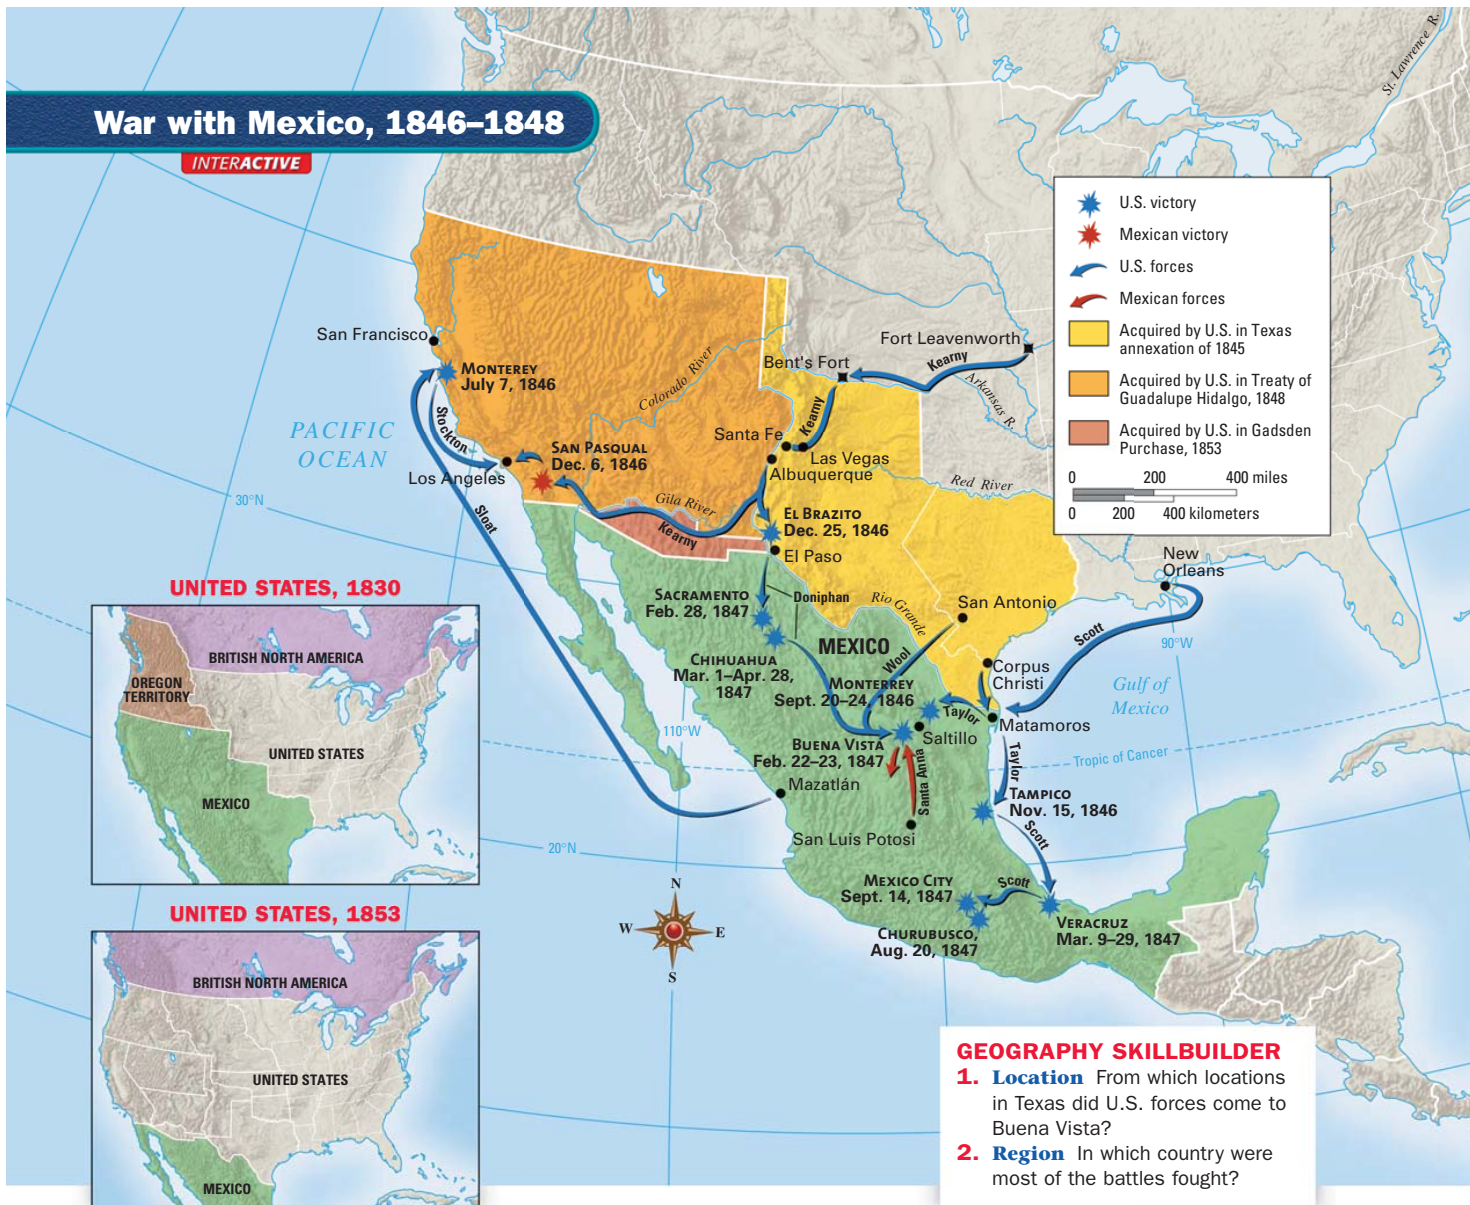 War with Mexico, 1846–1848
INTERACTIVE
St. Lawrence R.
U.S. victory
Mexican victory
U.S. forces
Mexican forces
Acquired by U.S. in Texas
annexation of 1845
Acquired by U.S. in Treaty of
Guadalupe Hidalgo, 1848
Acquired by U.S. in Gadsden
Purchase, 1853
0 200 400 miles
0 200 400 kilometers
San Francisco
MONTEREY
July 7, 1846
PACIFIC
OCEAN
Stockton
Los Angeles
SAN PASQUAL
Dec. 6, 1846
Colorado River
Gila River
Kearny
Sloat
30°N
Fort Leavenworth
Kearny
Bent's Fort
Arkansas R.
Kearny
Santa Fe
Las Vegas
Albuquerque
Red River
EL BRAZITO
Dec. 25, 1846
El Paso
New
Orleans
SACRAMENTO
Feb. 28, 1847
Doniphan
Rio Grande
San Antonio
Scott
90°W
MEXICO
CHIHUAHUA
Mar. 1–Apr. 28,
1847
Wool
MONTERREY
Sept. 20–24, 1846
Corpus
Christi
Gulf of
Mexico
Taylor
Matamoros
Saltillo
110°W
BUENA VISTA
Feb. 22–23, 1847
Taylor
Tropic of Cancer
Santa Anna
Mazatlán
TAMPICO
Nov. 15, 1846
San Luis Potosi
Scott
20°N
MEXICO CITY
Sept. 14, 1847
Scott
CHURUBUSCO,
Aug. 20, 1847
VERACRUZ
Mar. 9–29, 1847
N
W E
S
UNITED STATES, 1830
BRITISH NORTH AMERICA
OREGON
TERRITORY
UNITED STATES
MEXICO
UNITED STATES, 1853
BRITISH NORTH AMERICA
UNITED STATES
MEXICO
GEOGRAPHY SKILLBUILDER
1. Location From which locations
in Texas did U.S. forces come to
Buena Vista?
2. Region In which country were
most of the battles fought?